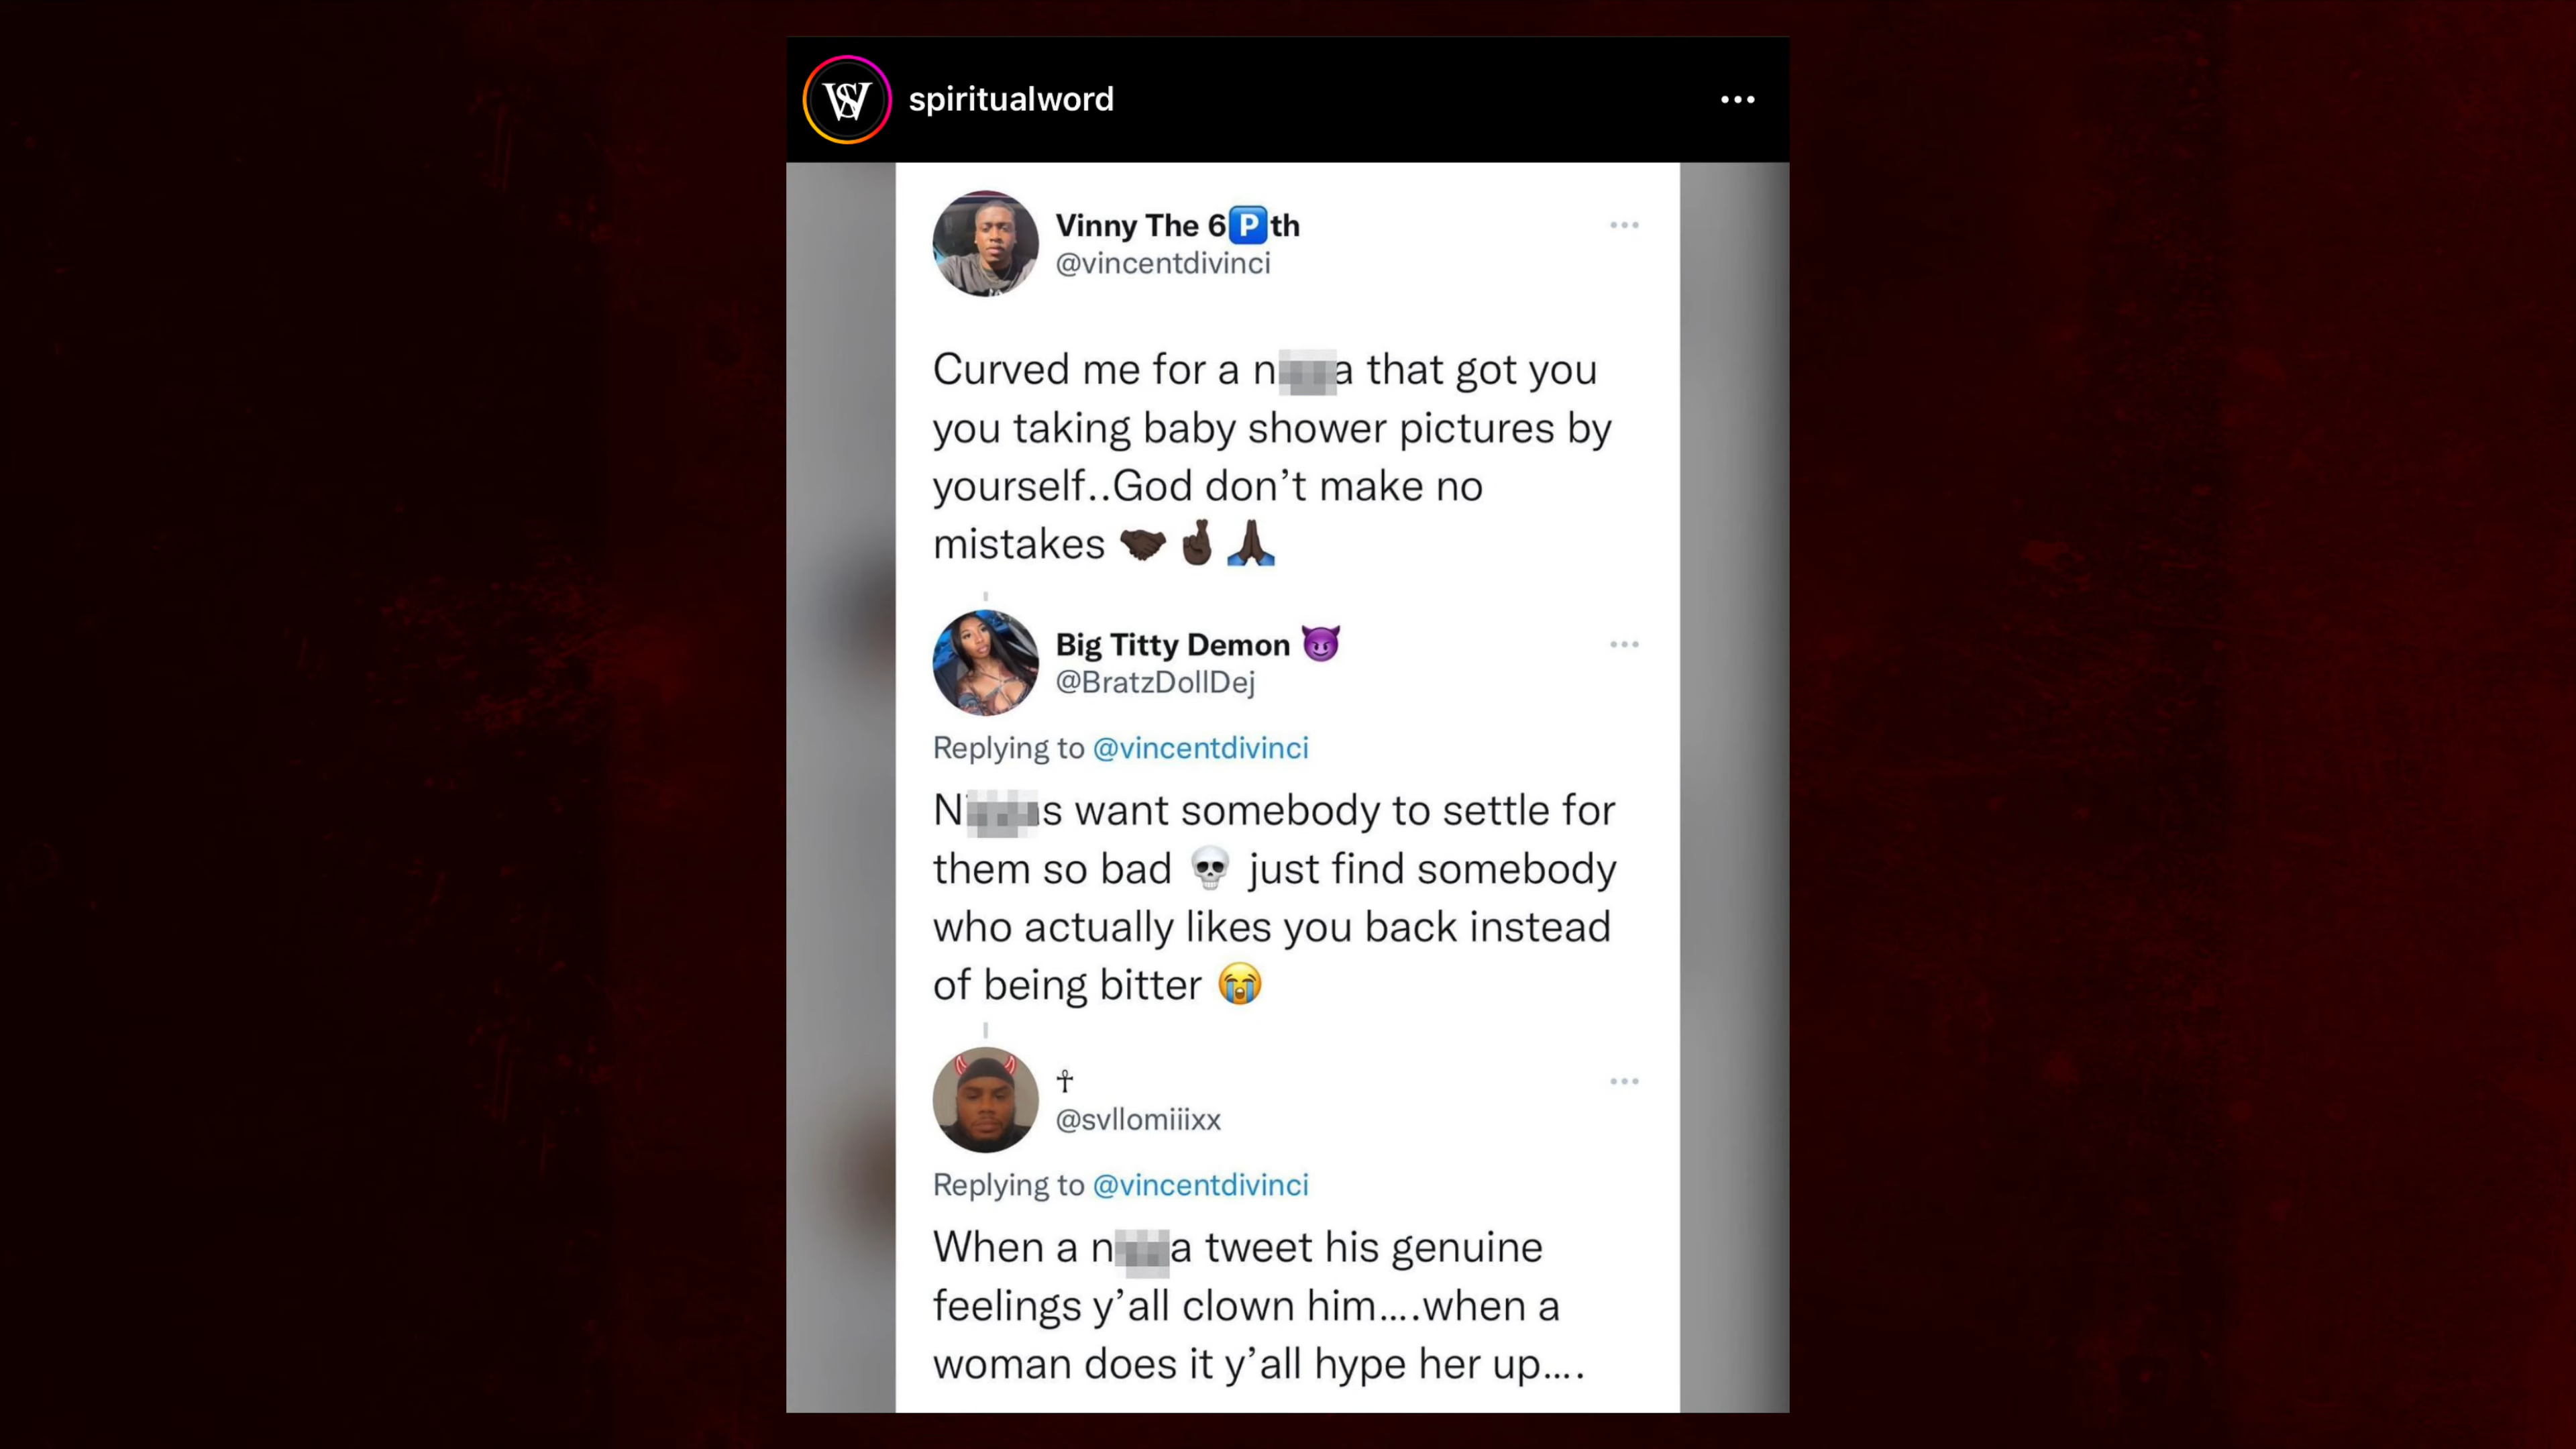 spiritualword
Vinny The 6🅿️th
@vincentdivinci
Curved me for a n a that got you
you taking baby shower pictures by
yourself..God don’t make no
mistakes 🤝🏿🤞🏿🙏🏿
Big Titty Demon 😈
@BratzDollDej
Replying to @vincentdivinci
N s want somebody to settle for
them so bad 💀 just find somebody
who actually likes you back instead
of being bitter 😭
☥
@svllomiiixx
Replying to @vincentdivinci
When a n a tweet his genuine
feelings y’all clown him....when a
woman does it y’all hype her up....